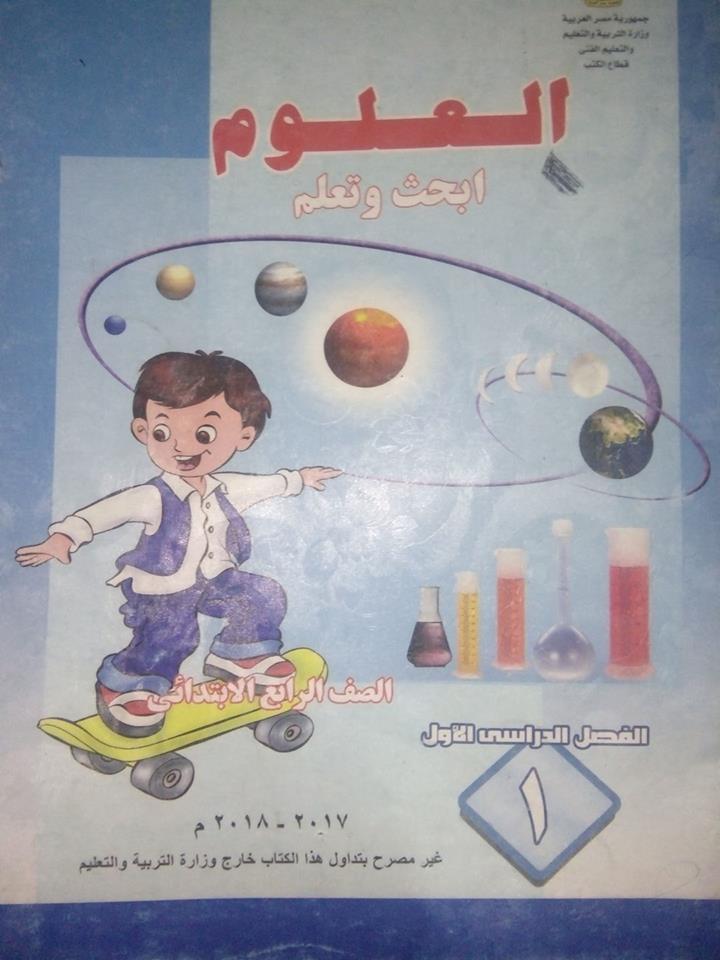 جمهورية مصر العربية
وزارة التربية والتعليم
والتعليم الفنى
قطاع الكتب
العلوم
ابحث وتعلم
الصف الرابع الابتدائى
الفصل الدراسى الأول
١
٢٠١٧ - ٢٠١٨ م
غير مصرح بتداول هذا الكتاب خارج وزارة التربية والتعليم